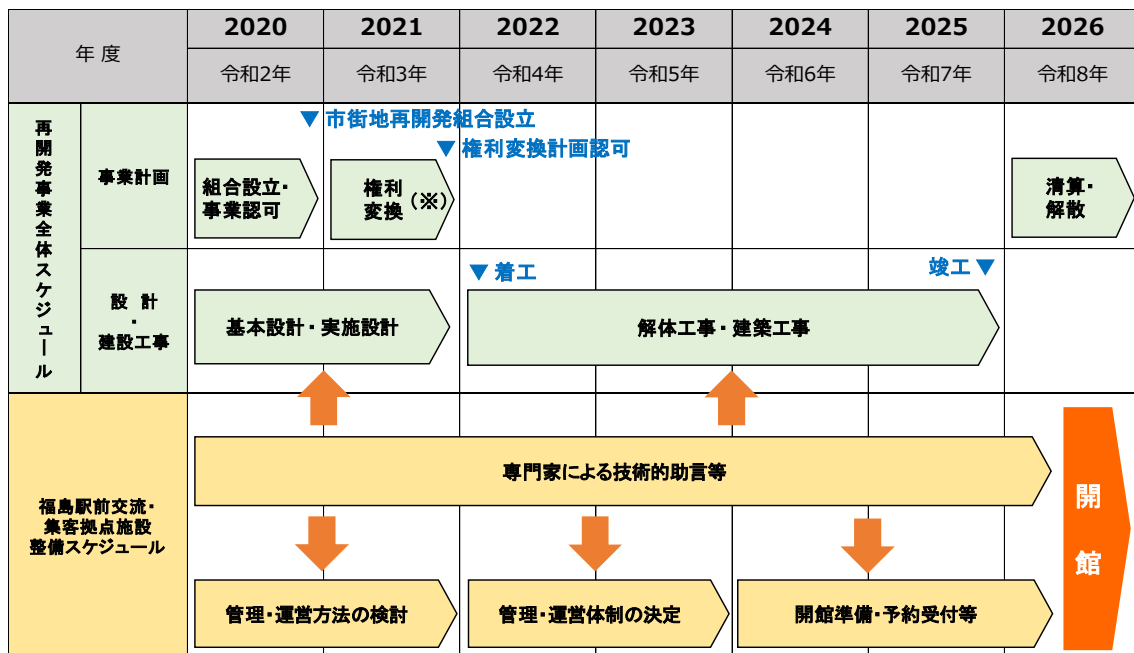 年 度
2020
2021
2022
2023
2024
2025
2026
令和2年
令和3年
令和4年
令和5年
令和6年
令和7年
令和8年
再開発事業全体スケジュール
事業計画
▼ 市街地再開発組合設立
▼ 権利変換計画認可
組合設立・
事業認可
権利
変換
(※)
清算・
解散
設 計
・
建設工事
▼ 着工
竣工 ▼
基本設計・実施設計
解体工事・建築工事
福島駅前交流・
集客拠点施設
整備スケジュール
専門家による技術的助言等
管理・運営方法の検討
管理・運営体制の決定
開館準備・予約受付等
開館